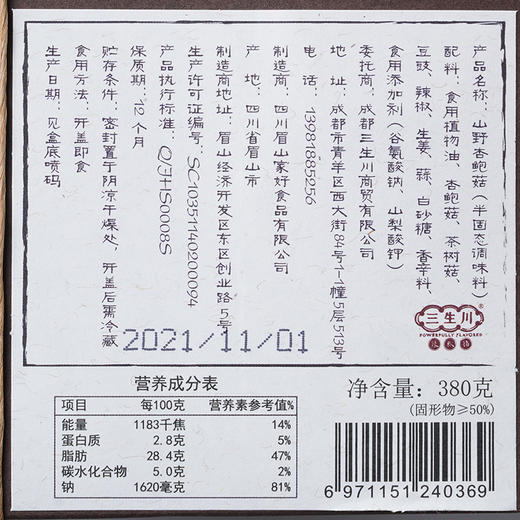 产品名称：山野杏鲍菇（半固态调味料）
配料：食用植物油、杏鲍菇、茶树菇、
豆豉、辣椒、生姜、蒜、白砂糖、香辛料、
食用添加剂（谷氨酸钠、山梨酸钾）
委托商：成都三生川商贸有限公司
地址：成都市青羊区西大街84号1-1幢5层513号
电话：13981885256
制造商：四川眉山家好食品有限公司
产地：四川省眉山市
制造商地址：眉山经济开发区东区创业路5号
生产许可证编号：SC10351140200094
产品执行标准：Q/JHS0008S
保质期：12个月
贮存条件：密封置于阴凉干燥处，开盖后需冷藏
食用方法：开盖即食
生产日期：见盒底喷码
2021/11/01
三生川
POWERFULLY FLAVORED
营养成分表
项目 每100克 营养素参考值%
能量 1183千焦 14%
蛋白质 2.8克 5%
脂肪 28.4克 47%
碳水化合物 5.0克 2%
钠 1620毫克 81%
净含量：380克
（固形物≥50%）
6 971151 240369